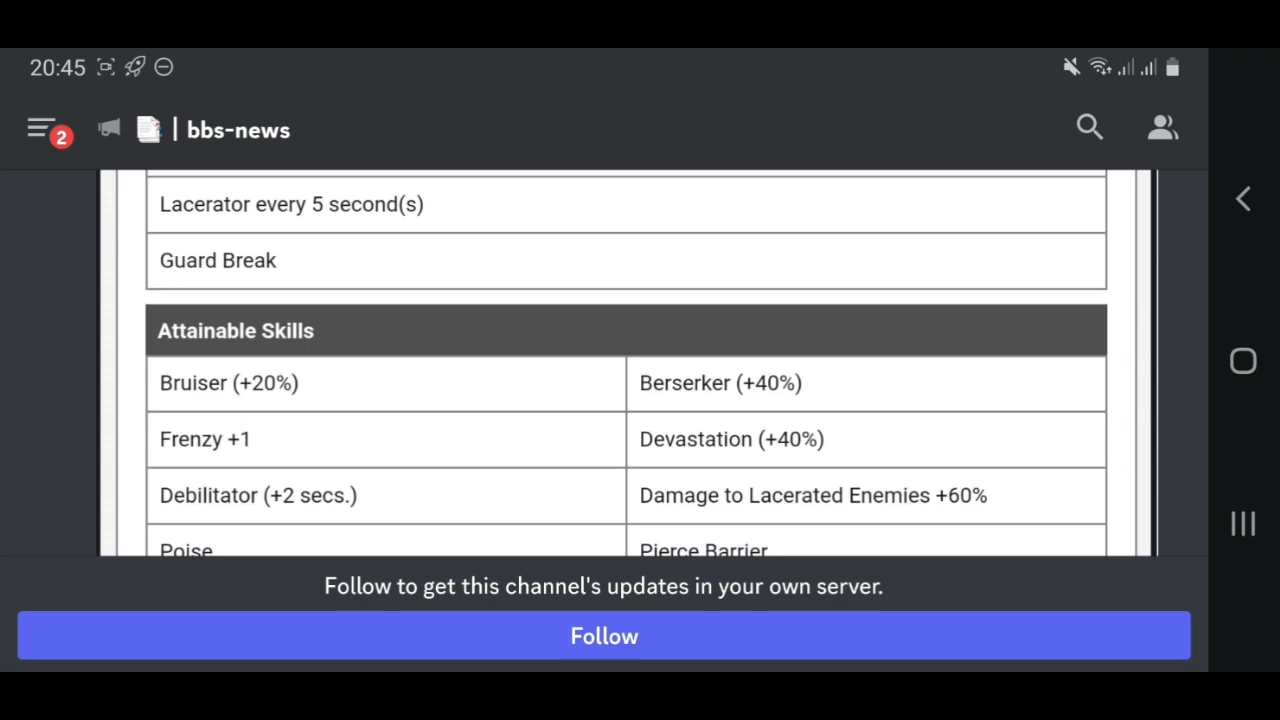 20:45
2
| bbs-news
Lacerator every 5 second(s)
Guard Break
Attainable Skills
Bruiser (+20%) Berserker (+40%)
Frenzy +1 Devastation (+40%)
Debilitator (+2 secs.) Damage to Lacerated Enemies +60%
Poise Pierce Barrier
Follow to get this channel's updates in your own server.
Follow